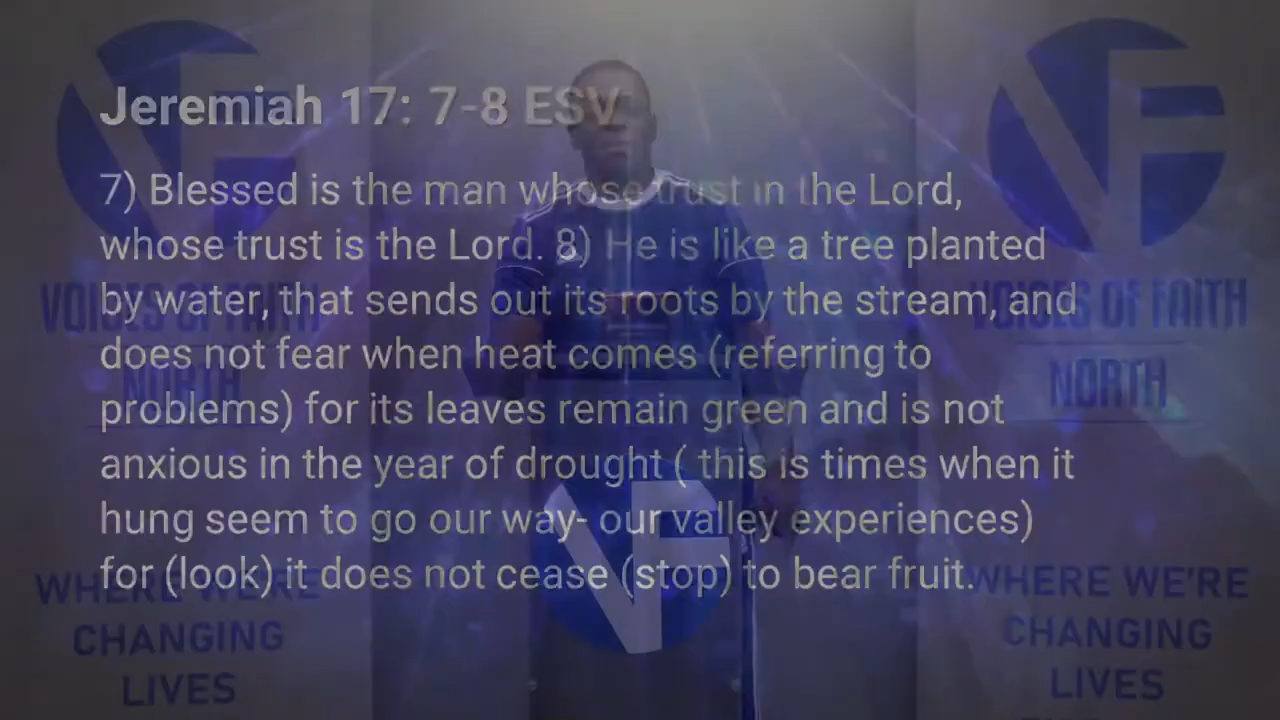 Jeremiah 17: 7-8 ESV
7) Blessed is the man whose trust in the Lord,
whose trust is the Lord. 8) He is like a tree planted
by water, that sends out its roots by the stream, and
does not fear when heat comes (referring to
problems) for its leaves remain green and is not
anxious in the year of drought ( this is times when it
hung seem to go our way- our valley experiences)
for (look) it does not cease (stop) to bear fruit.
VF
VOICES OF FAITH
NORTH
WHERE WE'RE
CHANGING
LIVES
VF
VF
VOICES OF FAITH
NORTH
WHERE WE'RE
CHANGING
LIVES